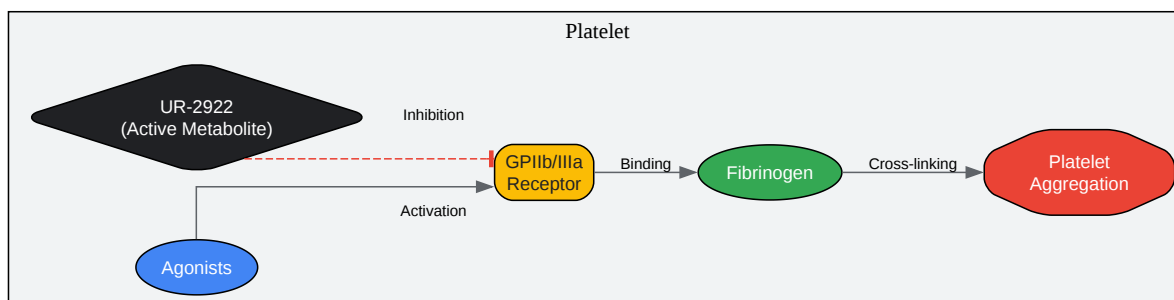 Platelet
UR-2922
(Active Metabolite)
Inhibition
GPIIb/IIIa
Receptor
Binding
Fibrinogen
Cross-linking
Platelet
Aggregation
Activation
Agonists